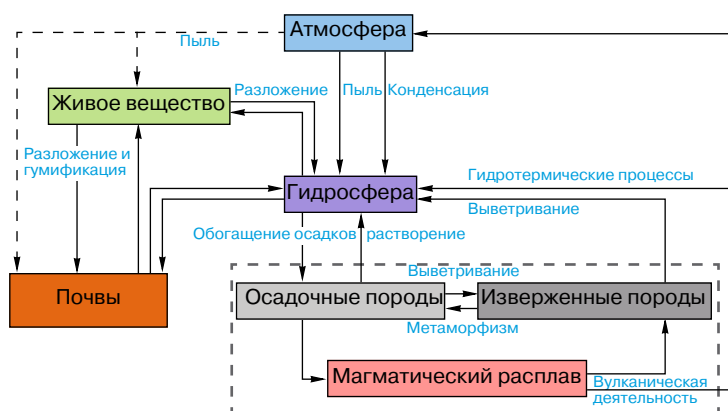 Атмосфера
Пыль
Живое вещество
Разложение
Пыль
Конденсация
Разложение и
гумификация
Гидросфера
Гидротермические процессы
Выветривание
Обогащение осадков
растворение
Почвы
Выветривание
Осадочные породы
Изверженные породы
Метаморфизм
Магматический расплав
Вулканическая
деятельность